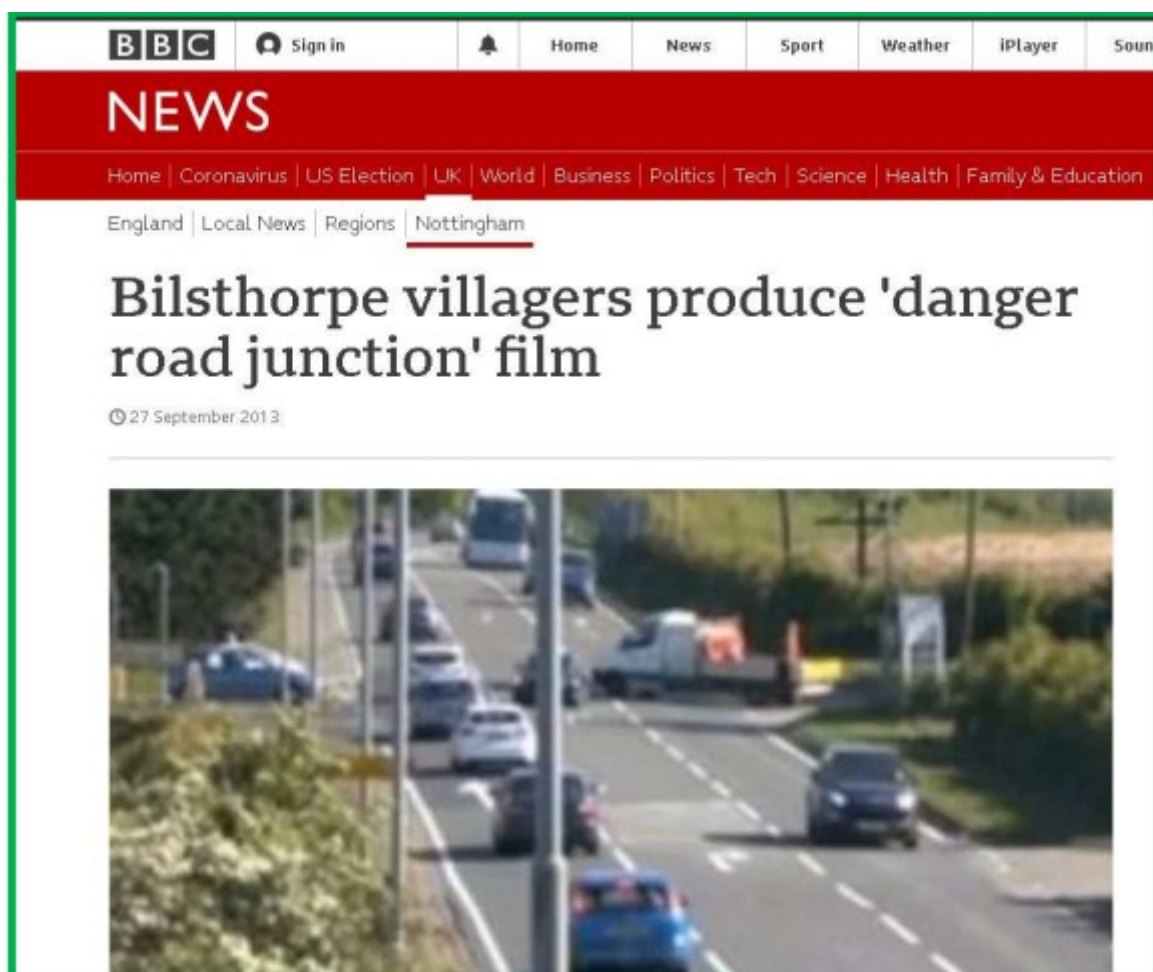 BBC Sign in Home News Sport Weather iPlayer Soun
NEWS
Home Coronavirus US Election UK World Business Politics Tech Science Health Family & Education
England Local News Regions Nottingham
Bilsthorpe villagers produce 'danger
road junction' film
27 September 2013